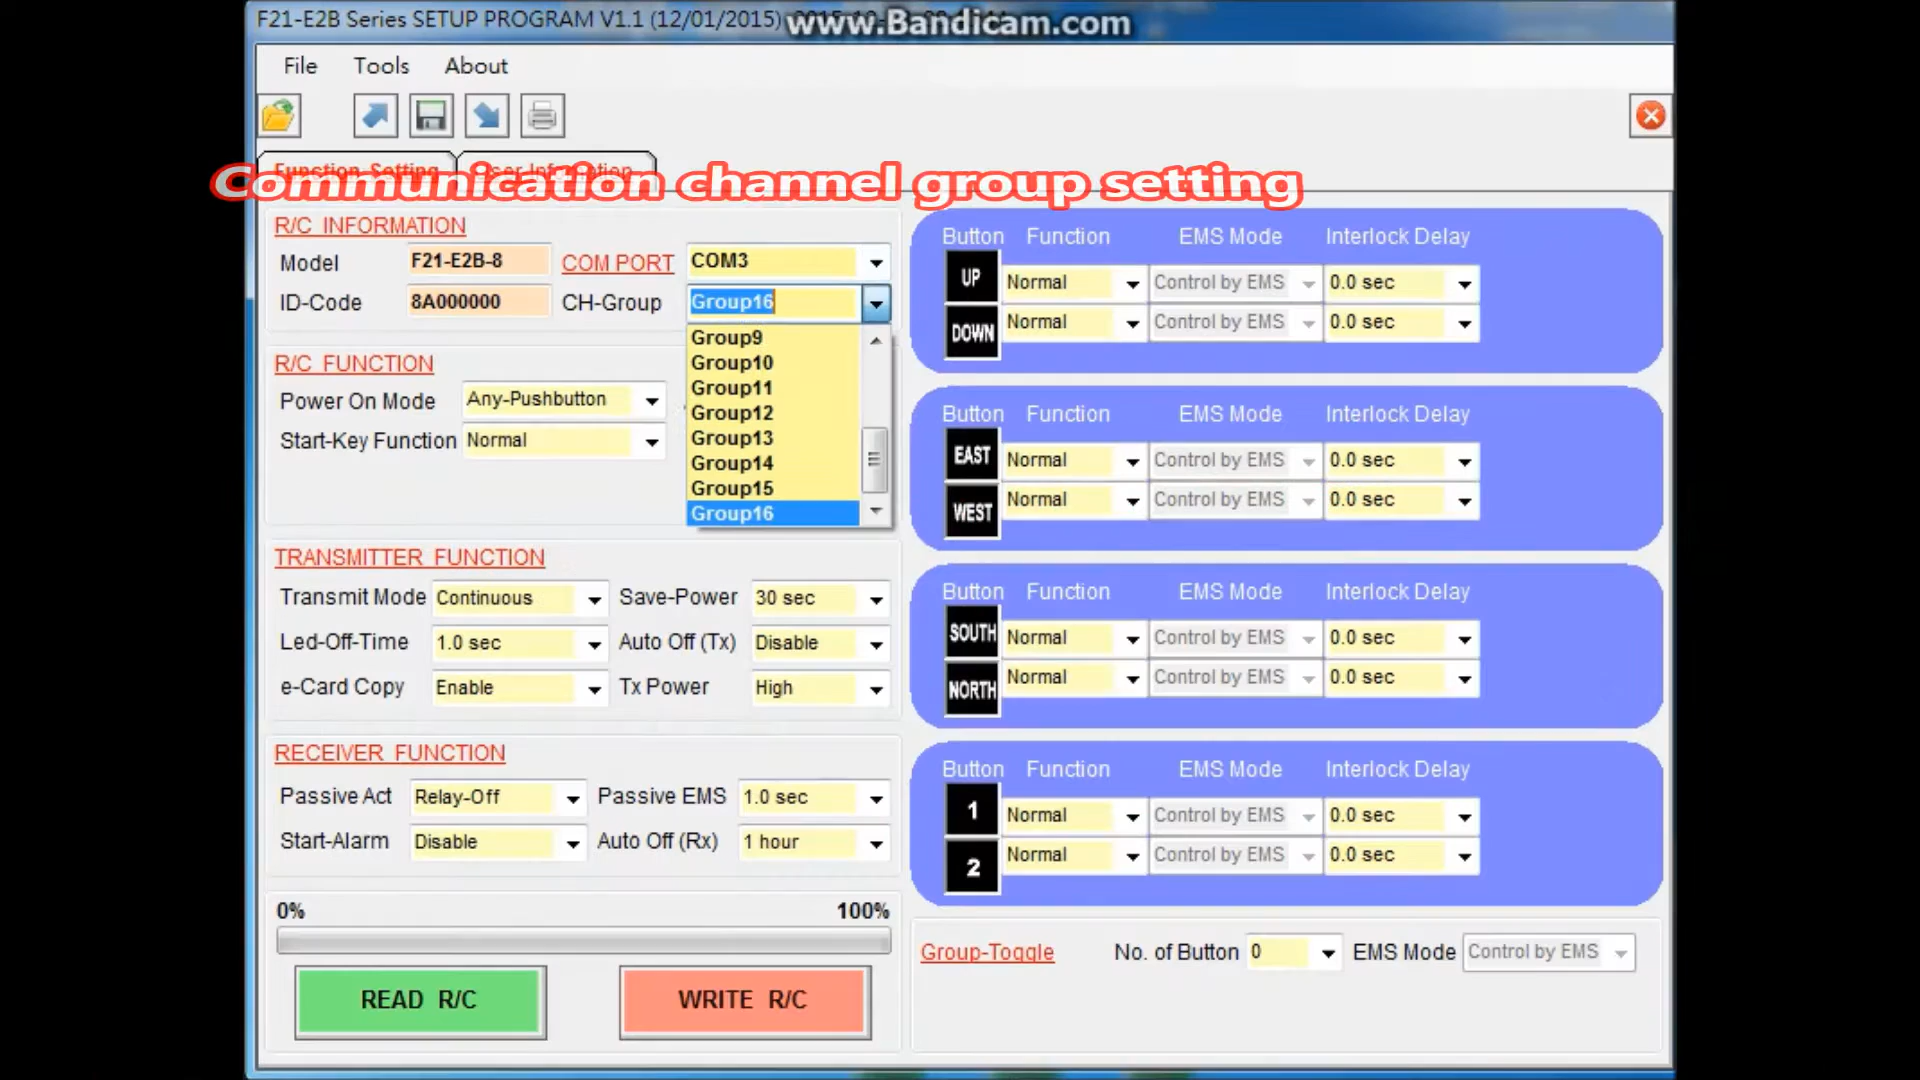 F21-E2B Series SETUP PROGRAM V1.1 (12/01/2015)
www.Bandicam.com
File Tools About
Function Setting User Information
Communication channel group setting
R/C INFORMATION
Model F21-E2B-8 COM PORT COM3
ID-Code 8A000000 CH-Group Group16
Group9
Group10
Group11
Group12
Group13
Group14
Group15
Group16
R/C FUNCTION
Power On Mode Any-Pushbutton
Start-Key Function Normal
TRANSMITTER FUNCTION
Transmit Mode Continuous Save-Power 30 sec
Led-Off-Time 1.0 sec Auto Off (Tx) Disable
e-Card Copy Enable Tx Power High
RECEIVER FUNCTION
Passive Act Relay-Off Passive EMS 1.0 sec
Start-Alarm Disable Auto Off (Rx) 1 hour
0% 100%
READ R/C WRITE R/C
Button Function EMS Mode Interlock Delay
UP Normal Control by EMS 0.0 sec
DOWN Normal Control by EMS 0.0 sec
Button Function EMS Mode Interlock Delay
EAST Normal Control by EMS 0.0 sec
WEST Normal Control by EMS 0.0 sec
Button Function EMS Mode Interlock Delay
SOUTH Normal Control by EMS 0.0 sec
NORTH Normal Control by EMS 0.0 sec
Button Function EMS Mode Interlock Delay
1 Normal Control by EMS 0.0 sec
2 Normal Control by EMS 0.0 sec
Group-Toggle No. of Button 0 EMS Mode Control by EMS